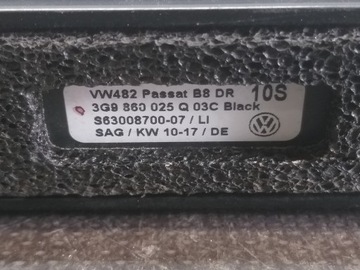 VW482 Passat B8 DR 10S
3G9 860 025 Q 03C Black
S63008700-07 / LI
SAG / KW 10-17 / DE